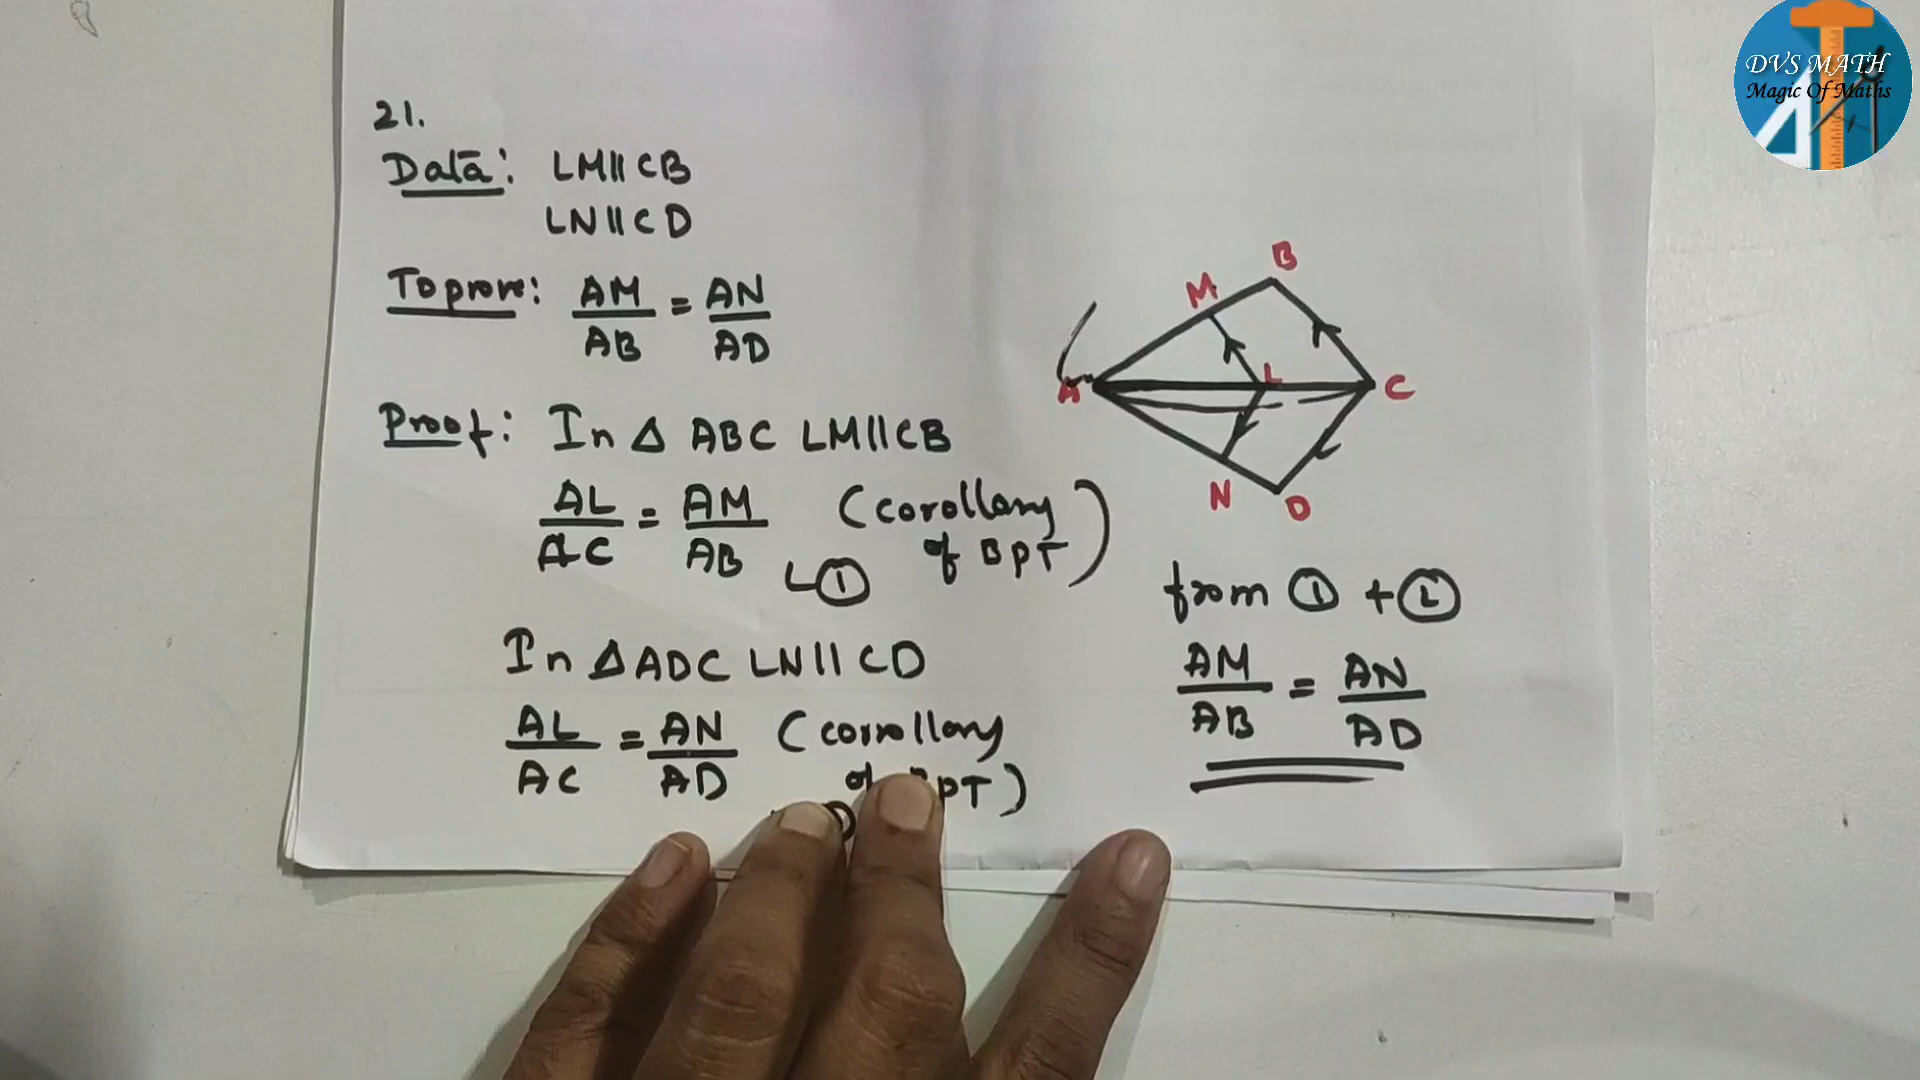 DVS MATH
Magic Of Maths
21.
Data: LM||CB
LN||CD
To prove: AM/AB = AN/AD
B
M
A
L
C
N
D
Proof: In Δ ABC LM||CB
AL/AC = AM/AB (corollary of BPT)
①
In Δ ADC LN||CD
AL/AC = AN/AD (corollary of BPT)
from ① + ②
AM/AB = AN/AD